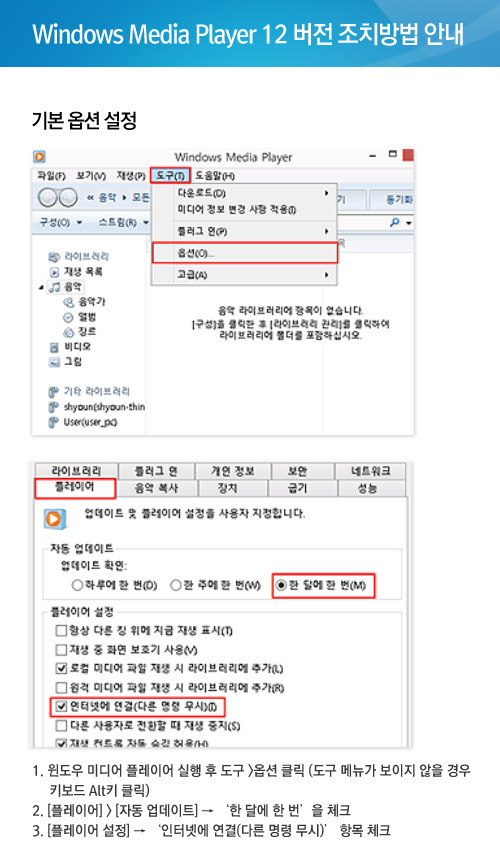 Windows Media Player 12 버전 조치방법 안내
기본 옵션 설정
Windows Media Player
파일(F) 보기(V) 재생(P) 도구(T) 도움말(H)
« 음악 ▶ 모든
다운로드(D)
기
동기화
미디어 정보 변경 사항 적용(I)
구성(O) 스트림(R)
플러그 인(P)
목
옵션(O)...
고급(A)
라이브러리
재생 목록
음악
음악가
앨범
장르
비디오
그림
기타 라이브러리
shyoun(shyoun-thin
User(user_pc)
음악 라이브러리에 항목이 없습니다.
[구성]을 클릭한 후 [라이브러리 관리]를 클릭하여
라이브러리에 폴더를 포함하십시오.
라이브러리 플러그 인 개인 정보 보안 네트워크
플레이어 음악 복사 장치 굽기 성능
업데이트 및 플레이어 설정를 사용자 지정합니다.
자동 업데이트
업데이트 확인:
하루에 한 번(D) 한 주에 한 번(W) 한 달에 한 번(M)
플레이어 설정
항상 다른 창 위에 지금 재생 표시(T)
재생 중 화면 보호기 사용(V)
로컬 미디어 파일 재생 시 라이브러리에 추가(L)
원격 미디어 파일 재생 시 라이브러리에 추가(R)
인터넷에 연결(다른 명령 무시)(I)
다른 사용자로 전환할 때 재생 중지(S)
재생 컨트롤 자동 숨김 허용(H)
1. 윈도우 미디어 플레이어 실행 후 도구 〉옵션 클릭 (도구 메뉴가 보이지 않을 경우
키보드 Alt키 클릭)
2. [플레이어] 〉 [자동 업데이트] → ‘한 달에 한 번’을 체크
3. [플레이어 설정] → ‘인터넷에 연결(다른 명령 무시)’ 항목 체크